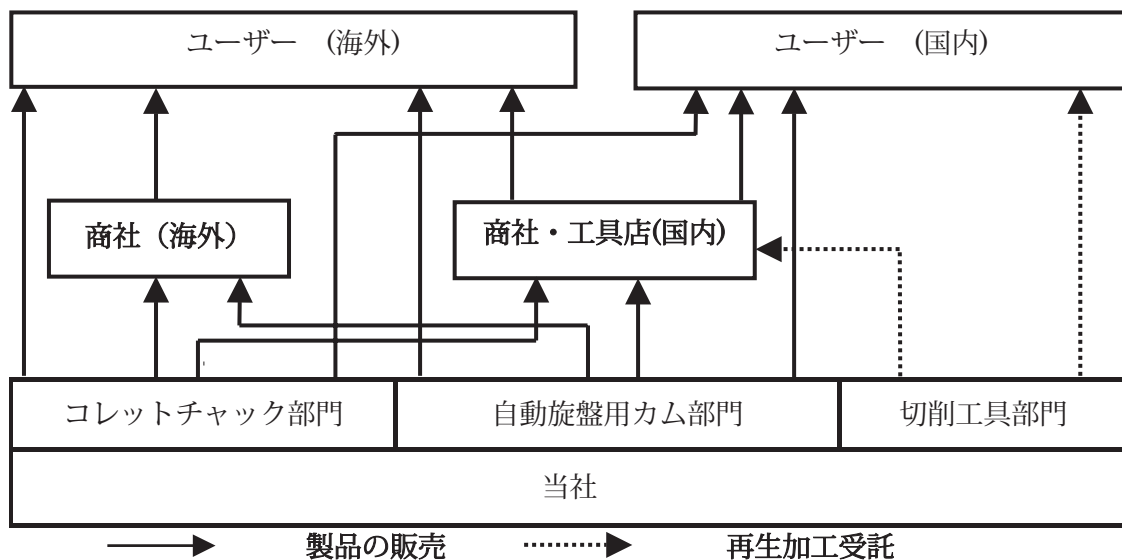 ユーザー (海外)
ユーザー (国内)
商社(海外)
商社・工具店(国内)
コレットチャック部門
自動旋盤用カム部門
切削工具部門
当社
製品の販売
再生加工受託